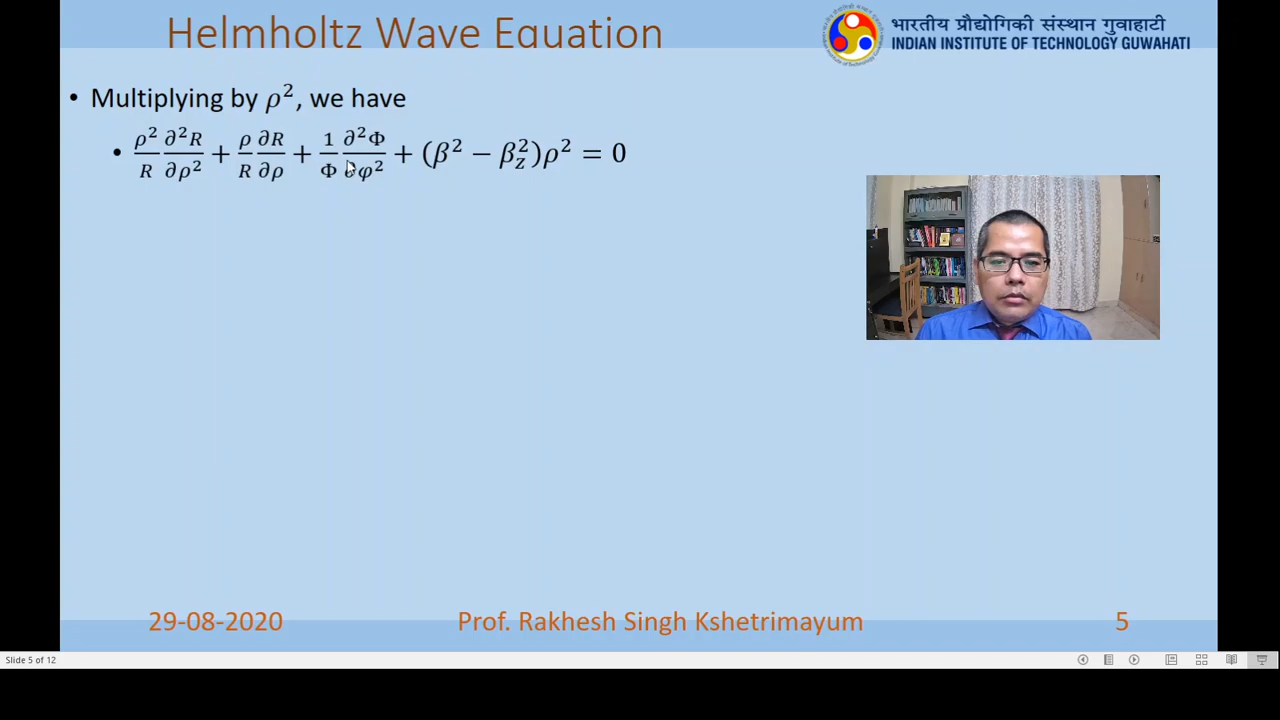 Helmholtz Wave Equation
भारतीय प्रौद्योगिकी संस्थान गुवाहाटी
INDIAN INSTITUTE OF TECHNOLOGY GUWAHATI
• Multiplying by ρ², we have
• ρ²/R ∂²R/∂ρ² + ρ/R ∂R/∂ρ + 1/Φ ∂²Φ/∂φ² + (β² − β_z²)ρ² = 0
29-08-2020 Prof. Rakhesh Singh Kshetrimayum 5
Slide 5 of 12